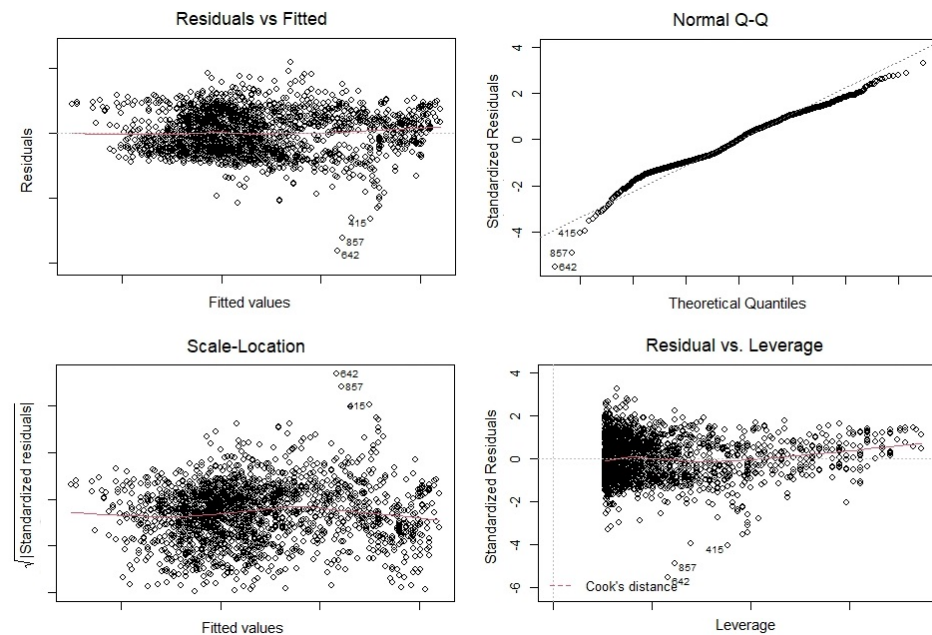 Residuals vs Fitted
Residuals
415
857
642
Fitted values
Normal Q-Q
4
2
0
-2
-4
Standardized Residuals
415
857
642
Theoretical Quantiles
Scale-Location
√|Standardized residuals|
642
857
415
Fitted values
Residual vs. Leverage
4
2
0
-2
-4
-6
Standardized Residuals
415
857
642
Cook's distance
Leverage